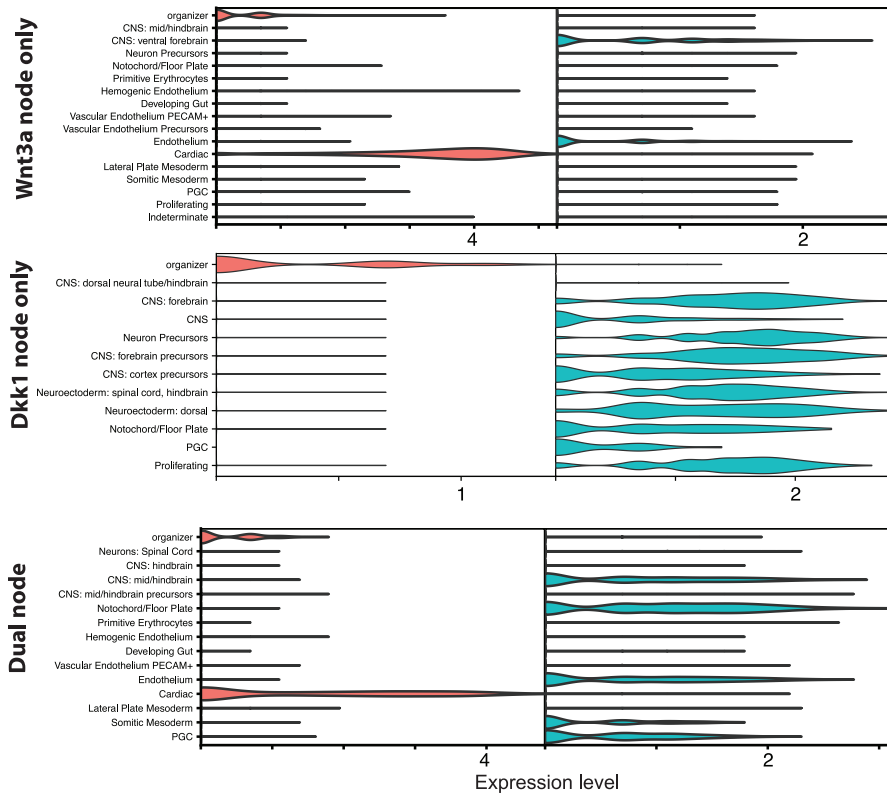 Wnt3a node only
organizer
CNS: mid/hindbrain
CNS: ventral forebrain
Neuron Precursors
Notochord/Floor Plate
Primitive Erythrocytes
Hemogenic Endothelium
Developing Gut
Vascular Endothelium PECAM+
Vascular Endothelium Precursors
Endothelium
Cardiac
Lateral Plate Mesoderm
Somitic Mesoderm
PGC
Proliferating
Indeterminate
4 2
Dkk1 node only
organizer
CNS: dorsal neural tube/hindbrain
CNS: forebrain
CNS
Neuron Precursors
CNS: forebrain precursors
CNS: cortex precursors
Neuroectoderm: spinal cord, hindbrain
Neuroectoderm: dorsal
Notochord/Floor Plate
PGC
Proliferating
1 2
Dual node
organizer
Neurons: Spinal Cord
CNS: hindbrain
CNS: mid/hindbrain
CNS: mid/hindbrain precursors
Notochord/Floor Plate
Primitive Erythrocytes
Hemogenic Endothelium
Developing Gut
Vascular Endothelium PECAM+
Endothelium
Cardiac
Lateral Plate Mesoderm
Somitic Mesoderm
PGC
4 2
Expression level